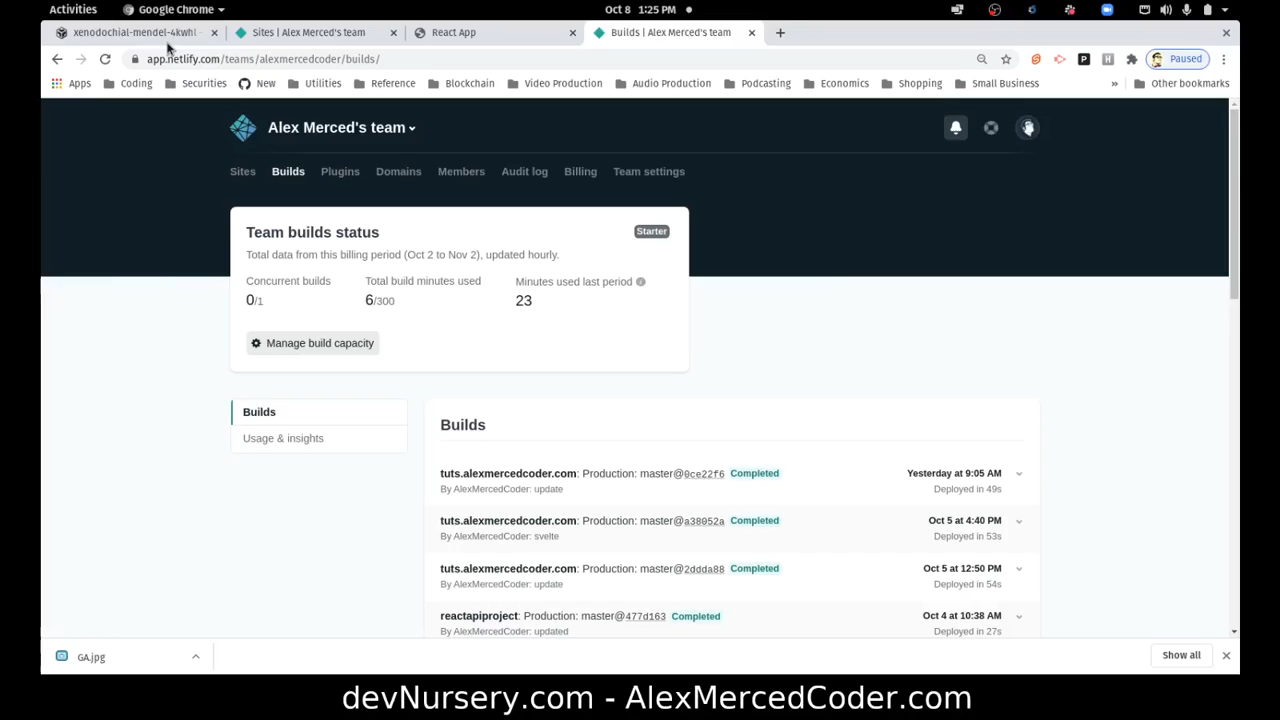 Activities
Google Chrome
Oct 8 1:25 PM
xenodochial-mendel-4kwhl
Sites | Alex Merced's team
React App
Builds | Alex Merced's team
app.netlify.com/teams/alexmercedcoder/builds/
Paused
Apps
Coding
Securities
New
Utilities
Reference
Blockchain
Video Production
Audio Production
Podcasting
Economics
Shopping
Small Business
»
Other bookmarks
Alex Merced's team
Sites
Builds
Plugins
Domains
Members
Audit log
Billing
Team settings
Team builds status
Starter
Total data from this billing period (Oct 2 to Nov 2), updated hourly.
Concurrent builds
Total build minutes used
Minutes used last period
0/1
6/300
23
Manage build capacity
Builds
Usage & insights
Builds
tuts.alexmercedcoder.com: Production: master@0ce22f6 Completed
Yesterday at 9:05 AM
By AlexMercedCoder: update
Deployed in 49s
tuts.alexmercedcoder.com: Production: master@a38052a Completed
Oct 5 at 4:40 PM
By AlexMercedCoder: svelte
Deployed in 53s
tuts.alexmercedcoder.com: Production: master@2ddda88 Completed
Oct 5 at 12:50 PM
By AlexMercedCoder: update
Deployed in 54s
reactapiproject: Production: master@477d163 Completed
Oct 4 at 10:38 AM
By AlexMercedCoder: updated
Deployed in 27s
GA.jpg
Show all
devNursery.com - AlexMercedCoder.com